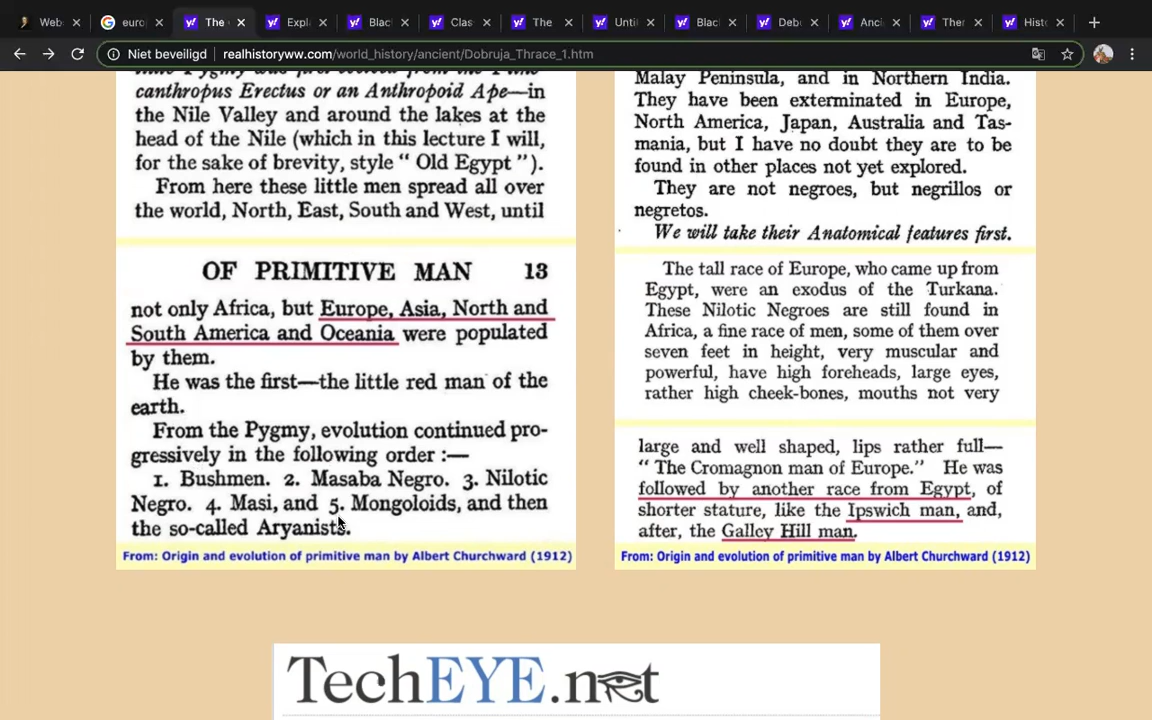 Web
euro
The
Expla
Blac
Clas
The
Unti
Blac
Deb
Anci
Ther
Histo
Niet beveiligd
realhistoryww.com/world_history/ancient/Dobruja_Thrace_1.htm
canthropus Erectus or an Anthropoid Ape—in
the Nile Valley and around the lakes at the
head of the Nile (which in this lecture I will,
for the sake of brevity, style “ Old Egypt ”).
From here these little men spread all over
the world, North, East, South and West, until
OF PRIMITIVE MAN 13
not only Africa, but Europe, Asia, North and
South America and Oceania were populated
by them.
He was the first—the little red man of the
earth.
From the Pygmy, evolution continued pro-
gressively in the following order :—
1. Bushmen. 2. Masaba Negro. 3. Nilotic
Negro. 4. Masi, and 5. Mongoloids, and then
the so-called Aryanists.
From: Origin and evolution of primitive man by Albert Churchward (1912)
Malay Peninsula, and in Northern India.
They have been exterminated in Europe,
North America, Japan, Australia and Tas-
mania, but I have no doubt they are to be
found in other places not yet explored.
They are not negroes, but negrillos or
negretos.
We will take their Anatomical features first.
The tall race of Europe, who came up from
Egypt, were an exodus of the Turkana.
These Nilotic Negroes are still found in
Africa, a fine race of men, some of them over
seven feet in height, very muscular and
powerful, have high foreheads, large eyes,
rather high cheek-bones, mouths not very
large and well shaped, lips rather full—
“ The Cromagnon man of Europe.” He was
followed by another race from Egypt, of
shorter stature, like the Ipswich man, and,
after, the Galley Hill man.
From: Origin and evolution of primitive man by Albert Churchward (1912)
TechEYE.net